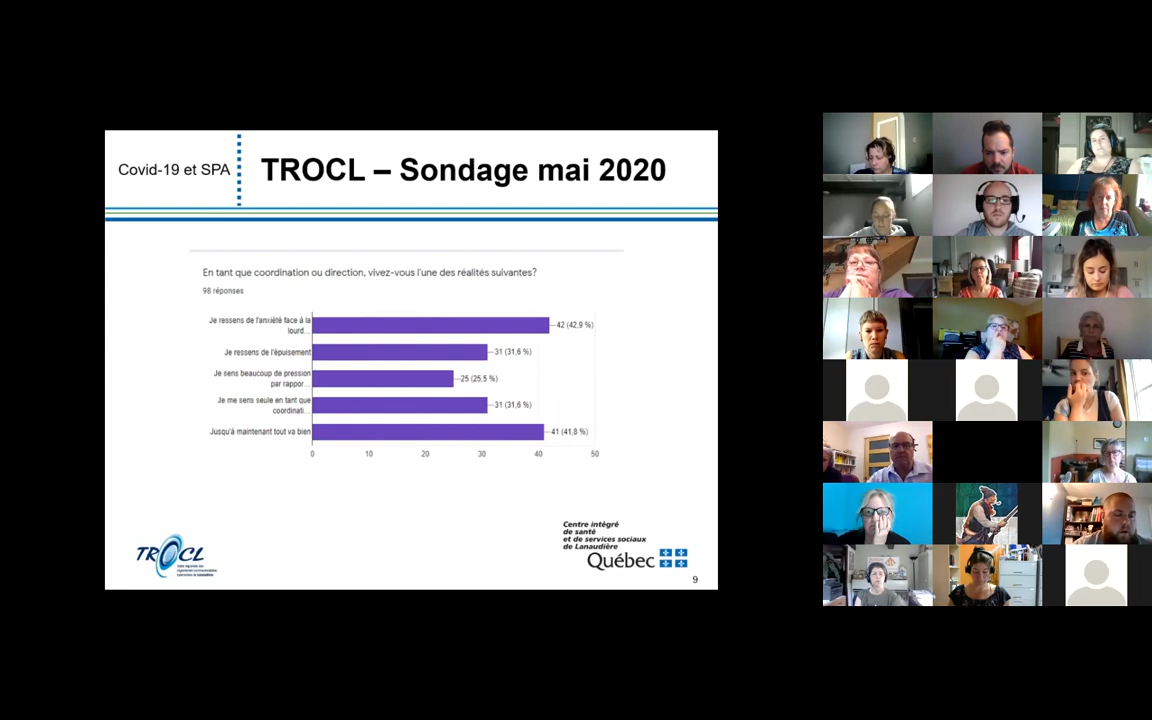 Covid-19 et SPA
TROCL – Sondage mai 2020
En tant que coordination ou direction, vivez-vous l'une des réalités suivantes?
98 réponses
Je ressens de l'anxiété face à la
lourd...
42 (42,9 %)
Je ressens de l'épuisement
31 (31,6 %)
Je sens beaucoup de pression
par rappor...
25 (25,5 %)
Je me sens seule en tant que
coordinati...
31 (31,6 %)
Jusqu'à maintenant tout va bien
41 (41,8 %)
0 10 20 30 40 50
TROCL
Centre intégré
de santé
et de services sociaux
de Lanaudière
Québec
9